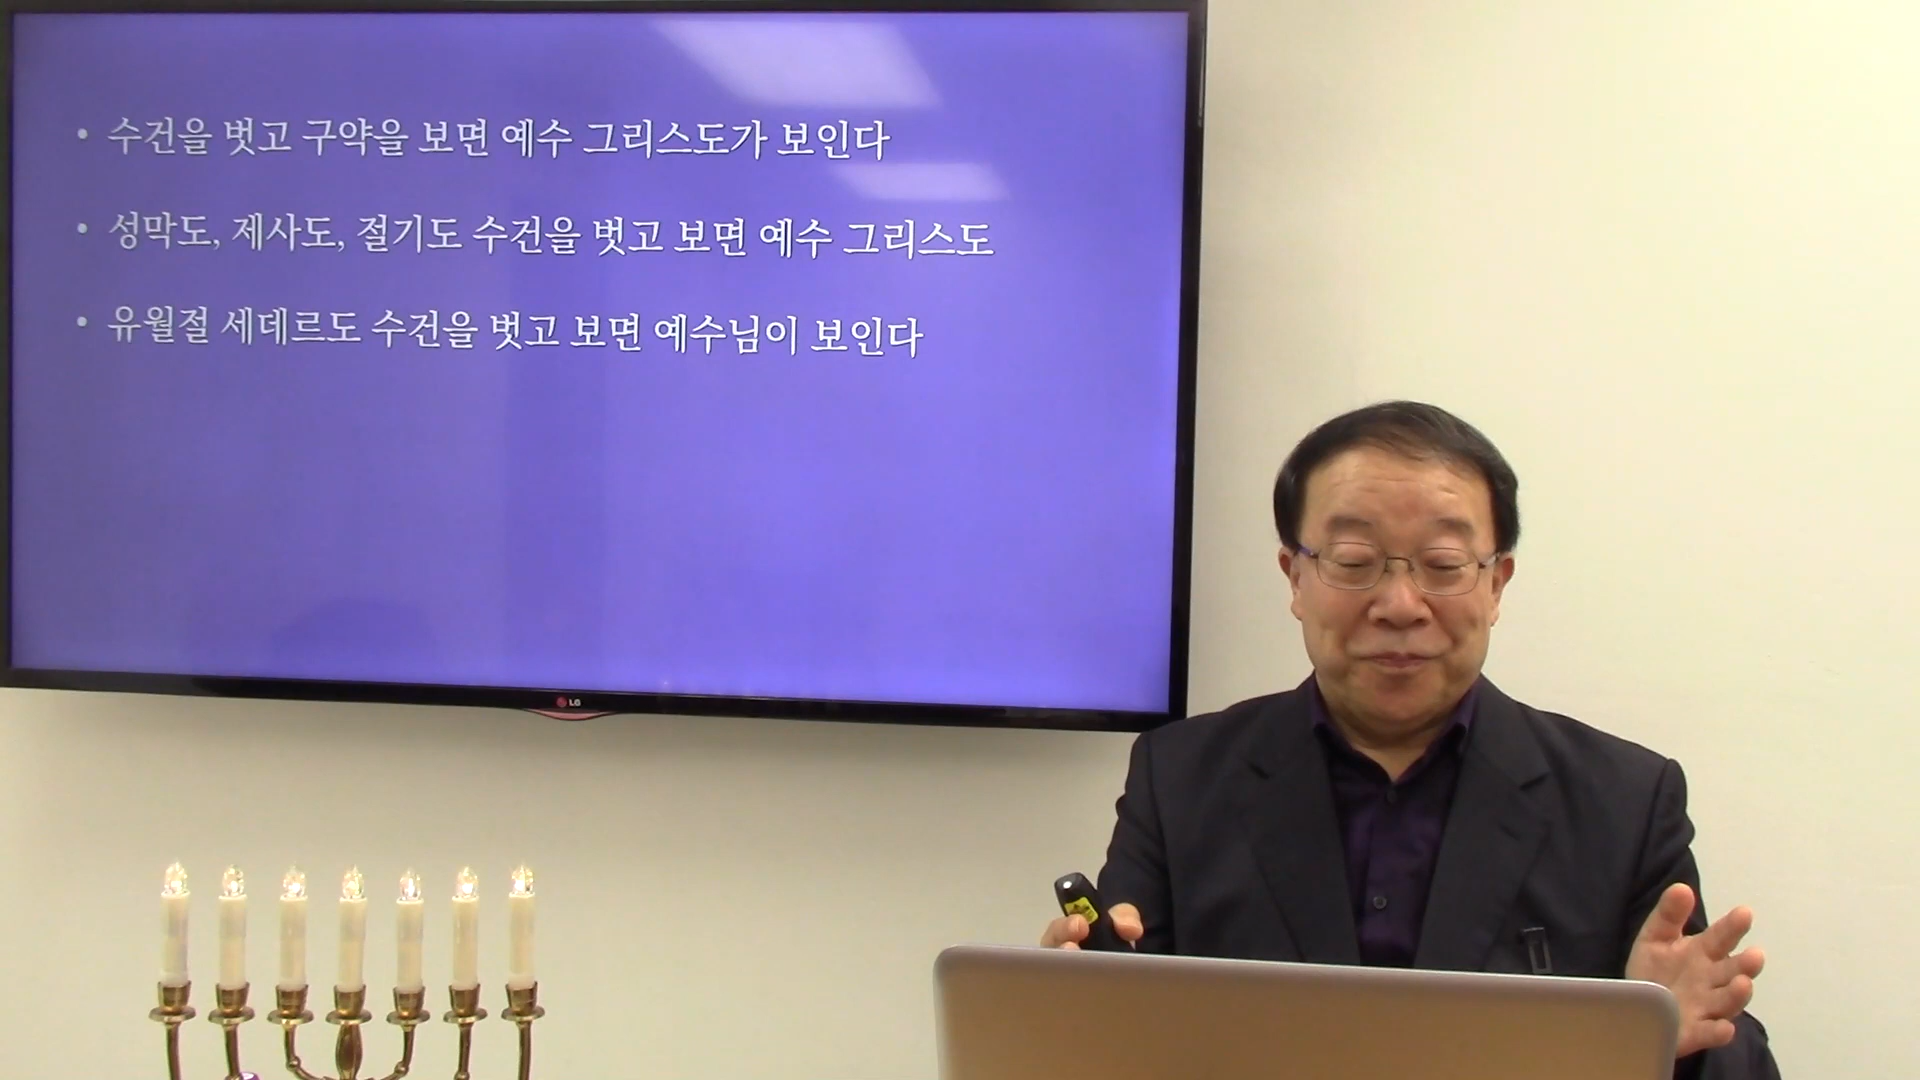 • 수건을 벗고 구약을 보면 예수 그리스도가 보인다
• 성막도, 제사도, 절기도 수건을 벗고 보면 예수 그리스도
• 유월절 세데르도 수건을 벗고 보면 예수님이 보인다
LG